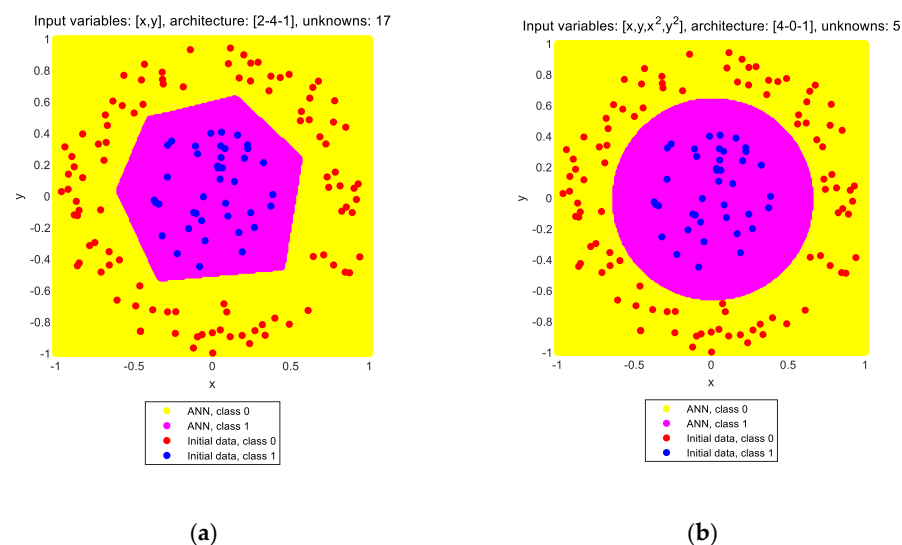 Input variables: [x,y], architecture: [2-4-1], unknowns: 17
1
0.8
0.6
0.4
0.2
0
-0.2
-0.4
-0.6
-0.8
-1
y
-1
-0.5
0
0.5
1
x
ANN, class 0
ANN, class 1
Initial data, class 0
Initial data, class 1
(a)
Input variables: [x,y,x²,y²], architecture: [4-0-1], unknowns: 5
1
0.8
0.6
0.4
0.2
0
-0.2
-0.4
-0.6
-0.8
-1
y
-1
-0.5
0
0.5
1
x
ANN, class 0
ANN, class 1
Initial data, class 0
Initial data, class 1
(b)